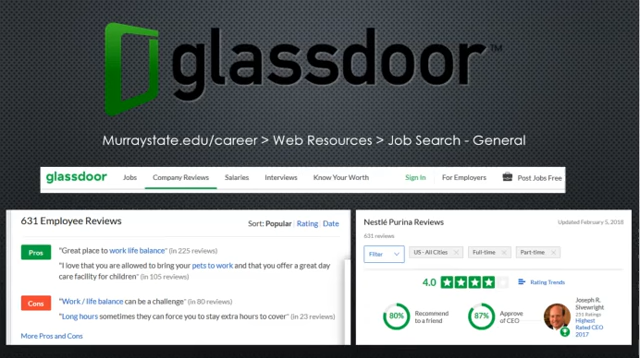 glassdoor™
Murraystate.edu/career > Web Resources > Job Search - General
glassdoor Jobs Company Reviews Salaries Interviews Know Your Worth Sign In For Employers Post Jobs Free
631 Employee Reviews Sort: Popular Rating Date
Pros "Great place to work life balance" (in 225 reviews)
"I love that you are allowed to bring your pets to work and that you offer a great day
care facility for children" (in 105 reviews)
Cons "Work / life balance can be a challenge" (in 80 reviews)
"Long hours sometimes they can force you to stay extra hours to cover" (in 23 reviews)
More Pros and Cons
Nestlé Purina Reviews Updated February 5, 2018
631 reviews
Filter US - All Cities Full-time Part-time
4.0 Rating Trends
80% Recommend
to a friend
87% Approve
of CEO
Joseph R.
Sivewright
251 Ratings
Highest
Rated CEO
2017